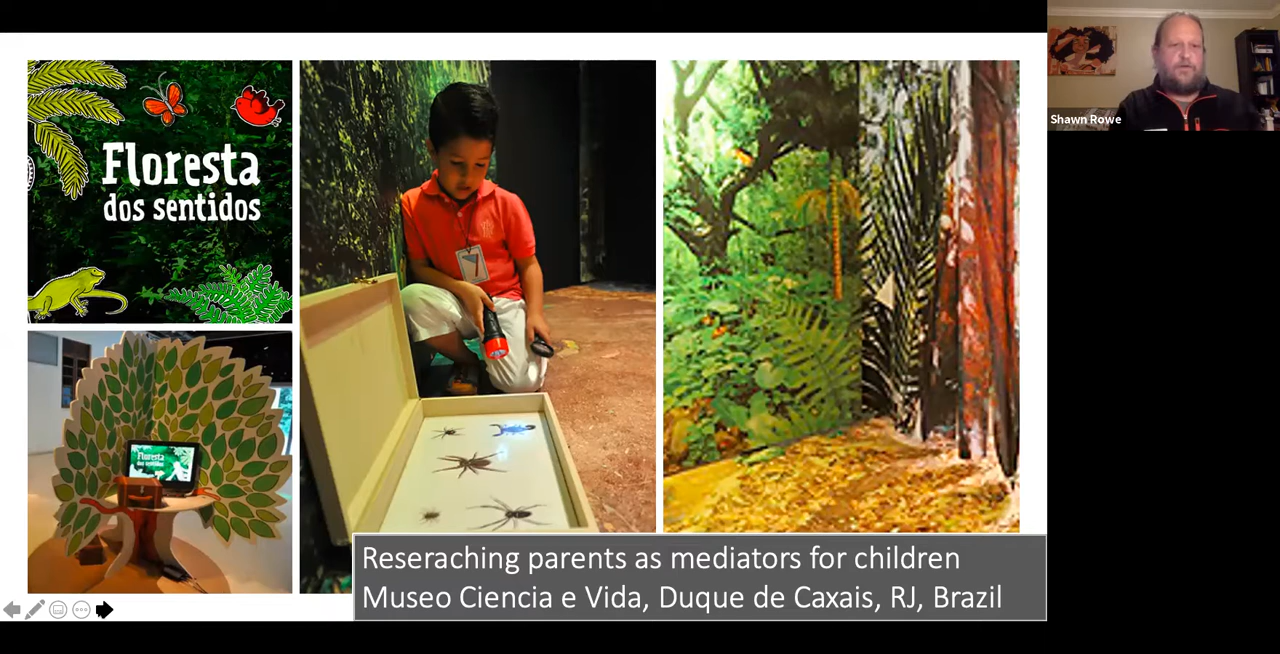 Floresta
dos sentidos
Floresta
dos sentidos
Reseraching parents as mediators for children
Museo Ciencia e Vida, Duque de Caxais, RJ, Brazil
Shawn Rowe